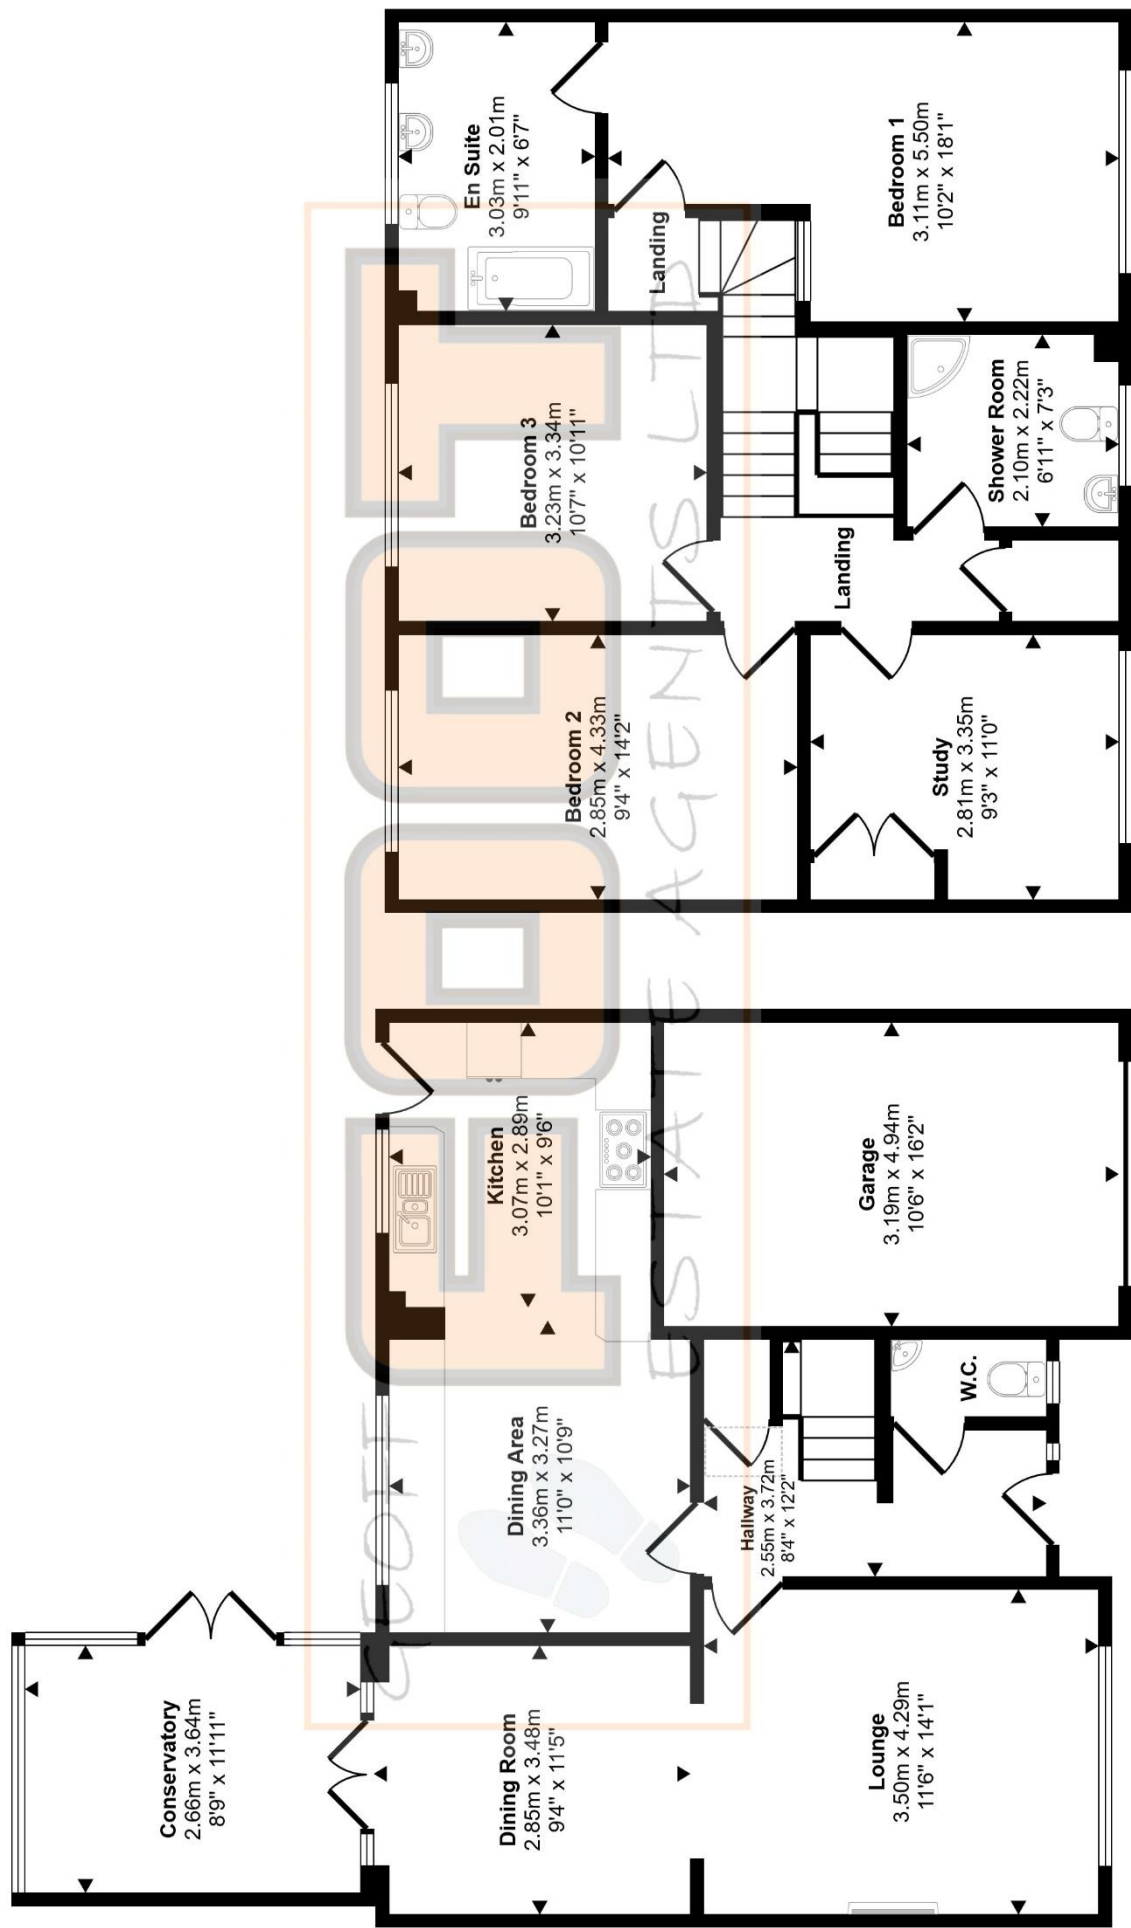 Conservatory
2.66m x 3.64m
8'9" x 11'11"
Dining Room
2.85m x 3.48m
9'4" x 11'5"
Lounge
3.50m x 4.29m
11'6" x 14'1"
Dining Area
3.36m x 3.27m
11'0" x 10'9"
Hallway
2.55m x 3.72m
8'4" x 12'2"
W.C.
Kitchen
3.07m x 2.89m
10'1" x 9'6"
Garage
3.19m x 4.94m
10'6" x 16'2"
Bedroom 2
2.85m x 4.33m
9'4" x 14'2"
Study
2.81m x 3.35m
9'3" x 11'0"
Bedroom 3
3.23m x 3.34m
10'7" x 10'11"
Landing
Shower Room
2.10m x 2.22m
6'11" x 7'3"
En Suite
3.03m x 2.01m
9'11" x 6'7"
Landing
Bedroom 1
3.11m x 5.50m
10'2" x 18'1"
GEOFF
FOOT
ESTATE AGENTS LTD